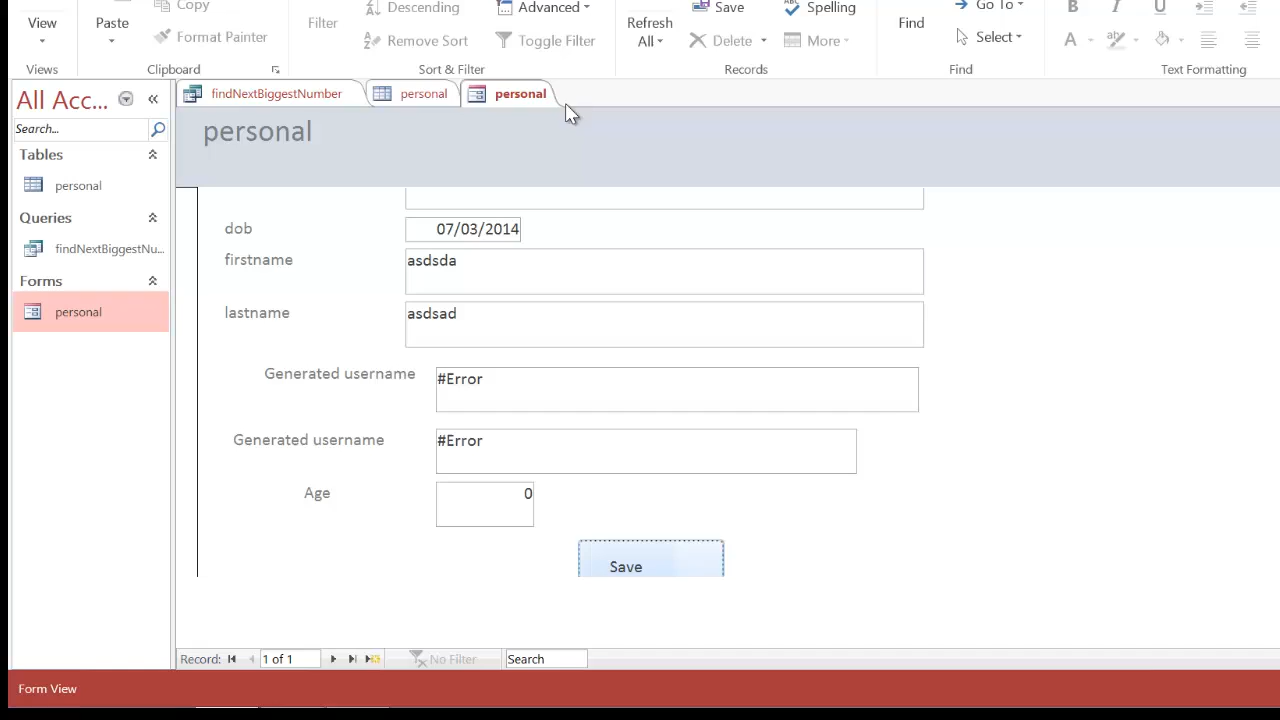 Copy
Descending
Advanced
Save
Spelling
Go To
View
Paste
Filter
Refresh
Find
B I U
Format Painter
Remove Sort
Toggle Filter
All
Delete
More
Select
A ab
Views
Clipboard
Sort & Filter
Records
Find
Text Formatting
All Acc...
findNextBiggestNumber
personal
personal
Search...
personal
Tables
personal
Queries
findNextBiggestNu...
Forms
personal
dob
07/03/2014
firstname
asdsda
lastname
asdsad
Generated username
#Error
Generated username
#Error
Age
0
Save
Record:
1 of 1
No Filter
Search
Form View